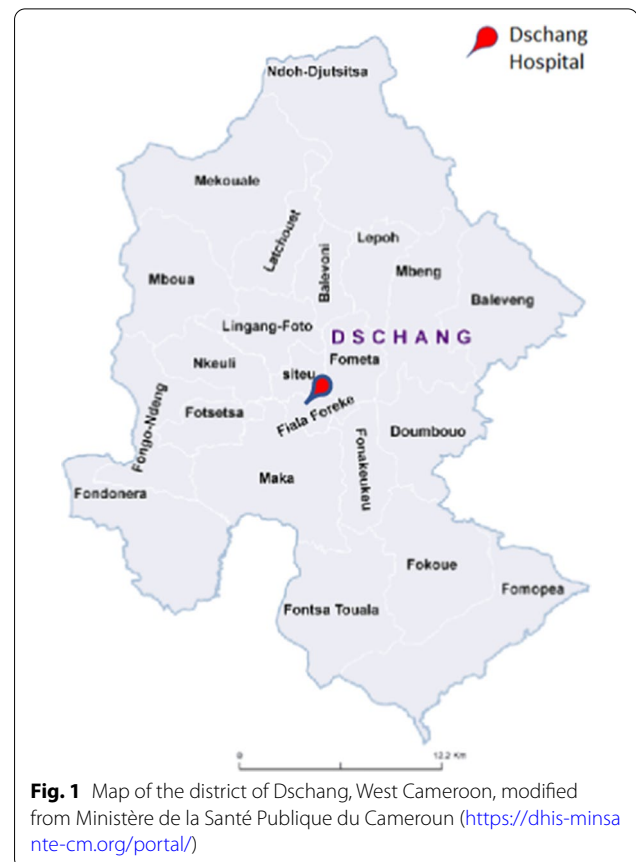 Dschang
Hospital
Ndoh-Djutsitsa
Mekouale
Latchouet
Lepoh
Balevoni
Mbeng
Mboua
Baleveng
Lingang-Foto
DSCHANG
Fometa
Nkeuli
siteu
Fotsetsa
Fiala Foreke
Fongo-Ndeng
Doumbouo
Fonakeukeu
Maka
Fondonera
Fokoue
Fomopea
Fontsa Touala
0 12,2 Km
Fig. 1 Map of the district of Dschang, West Cameroon, modified
from Ministère de la Santé Publique du Cameroun (https://dhis-minsa
nte-cm.org/portal/)